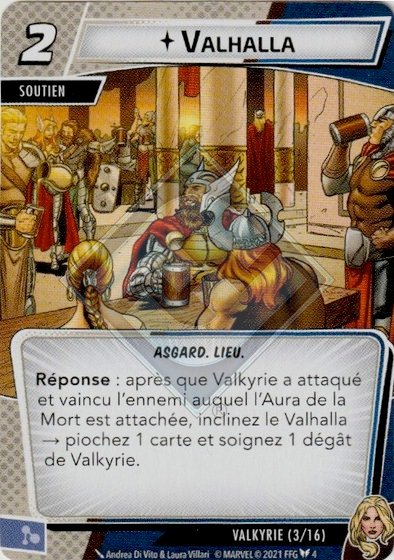 2
VALHALLA
SOUTIEN
ASGARD. LIEU.
Réponse : après que Valkyrie a attaqué
et vaincu l'ennemi auquel l'Aura de la
Mort est attachée, inclinez le Valhalla
→ piochez 1 carte et soignez 1 dégât
de Valkyrie.
VALKYRIE (3/16)
Andrea Di Vito & Laura Villari © MARVEL © 2021 FFG 4